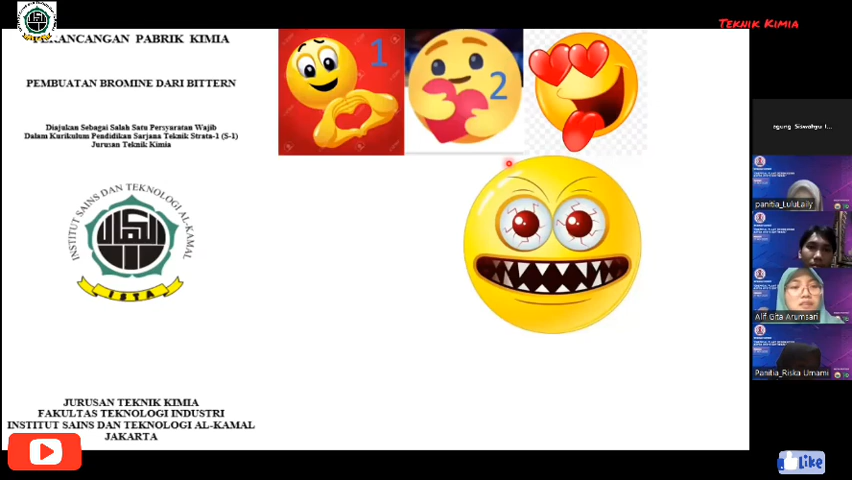 TEKNIK KIMIA
PERANCANGAN PABRIK KIMIA
PEMBUATAN BROMINE DARI BITTERN
Diajukan Sebagai Salah Satu Persyaratan Wajib
Dalam Kurikulum Pendidikan Sarjana Teknik Strata-1 (S-1)
Jurusan Teknik Kimia
1
2
INSTITUT SAINS DAN TEKNOLOGI AL-KAMAL
ISTA
JURUSAN TEKNIK KIMIA
FAKULTAS TEKNOLOGI INDUSTRI
INSTITUT SAINS DAN TEKNOLOGI AL-KAMAL
JAKARTA
panitia_LuluLaily
Alif Gita Arumsari
Panitia_Riska Umami
Like